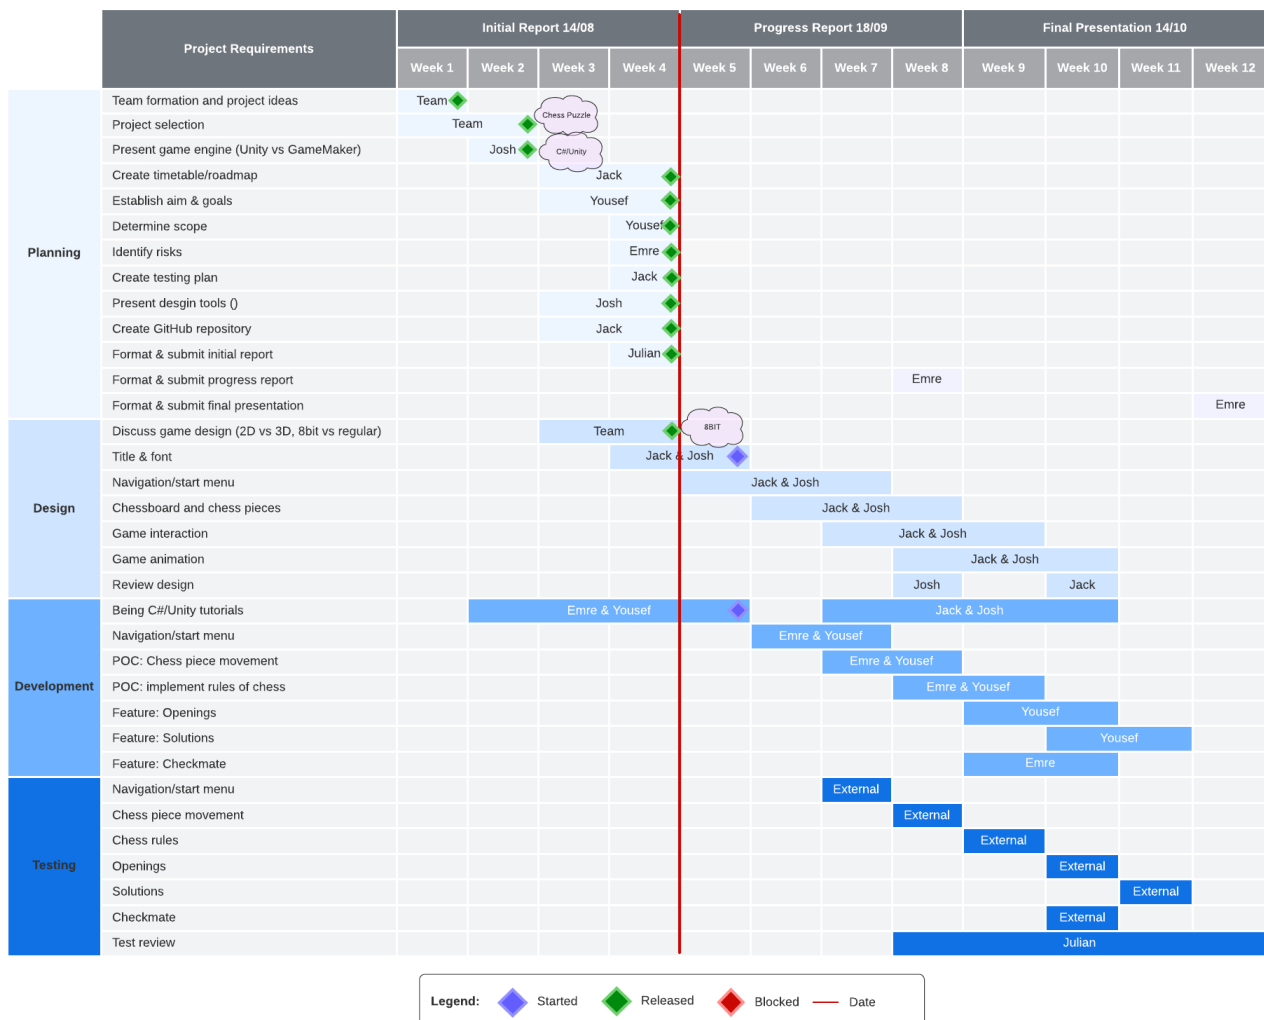 Project Requirements
Initial Report 14/08
Progress Report 18/09
Final Presentation 14/10
Week 1 Week 2 Week 3 Week 4 Week 5 Week 6 Week 7 Week 8 Week 9 Week 10 Week 11 Week 12
Planning
Team formation and project ideas Team
Chess Puzzle
Project selection Team
Present game engine (Unity vs GameMaker) Josh
C#/Unity
Create timetable/roadmap Jack
Establish aim & goals Yousef
Determine scope Yousef
Identify risks Emre
Create testing plan Jack
Present desgin tools () Josh
Create GitHub repository Jack
Format & submit initial report Julian
Format & submit progress report Emre
Format & submit final presentation Emre
Design
Discuss game design (2D vs 3D, 8bit vs regular) Team
8BIT
Title & font Jack & Josh
Navigation/start menu Jack & Josh
Chessboard and chess pieces Jack & Josh
Game interaction Jack & Josh
Game animation Jack & Josh
Review design Josh Jack
Development
Being C#/Unity tutorials Emre & Yousef Jack & Josh
Navigation/start menu Emre & Yousef
POC: Chess piece movement Emre & Yousef
POC: implement rules of chess Emre & Yousef
Feature: Openings Yousef
Feature: Solutions Yousef
Feature: Checkmate Emre
Testing
Navigation/start menu External
Chess piece movement External
Chess rules External
Openings External
Solutions External
Checkmate External
Test review Julian
Legend: Started Released Blocked Date